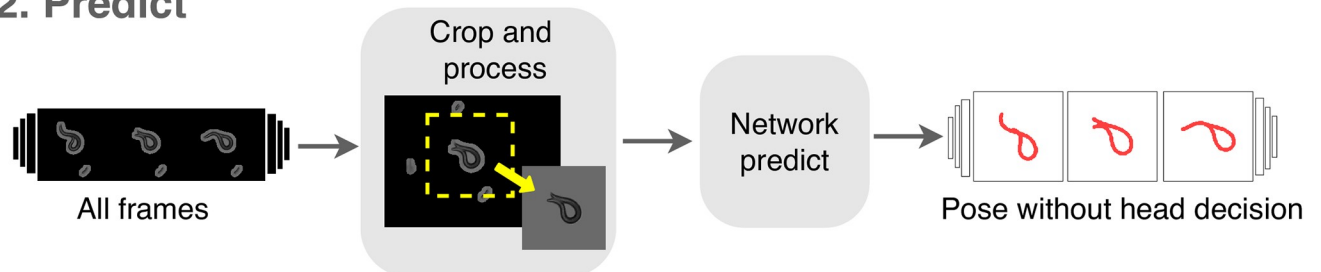 2. Predict
Crop and
process
All frames
Network
predict
Pose without head decision